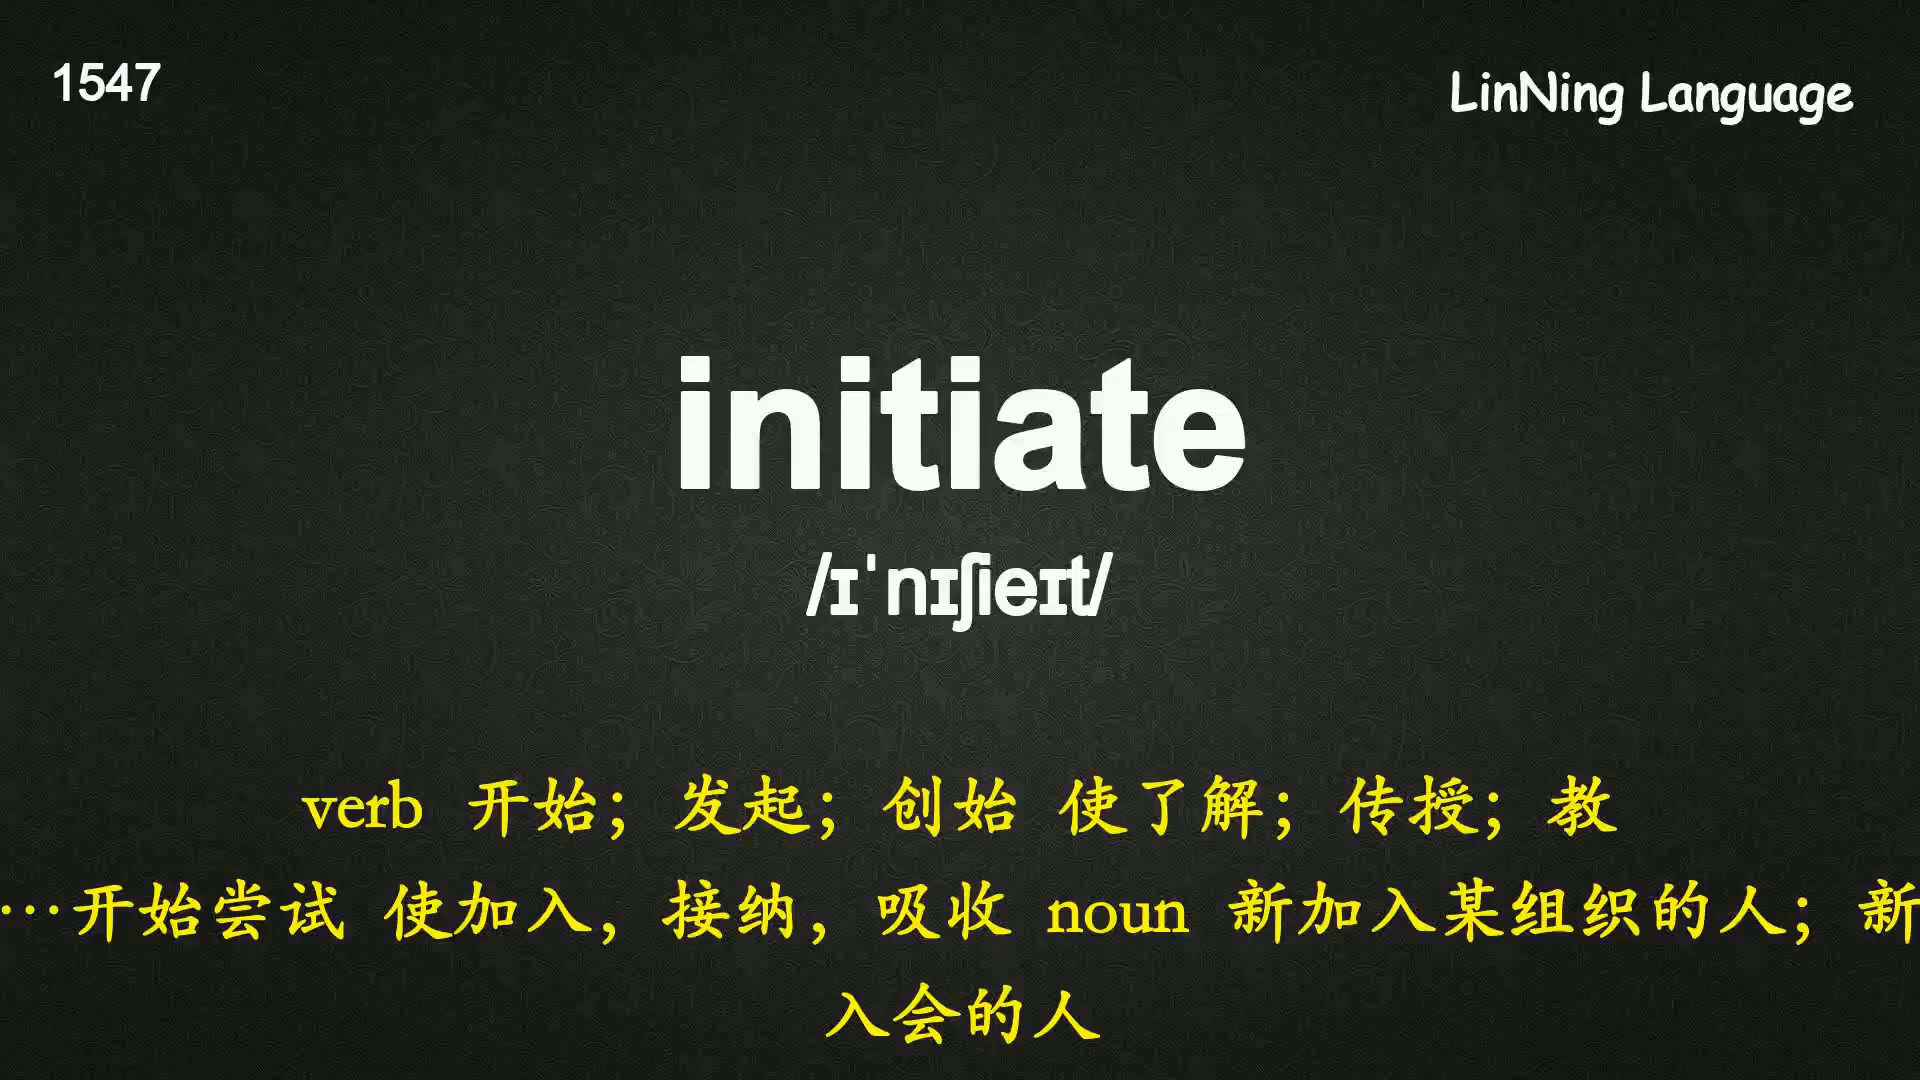 1547
LinNing Language
initiate
/ɪˈnɪʃieɪt/
verb 开始；发起；创始 使了解；传授；教
…开始尝试 使加入，接纳，吸收 noun 新加入某组织的人；新
入会的人